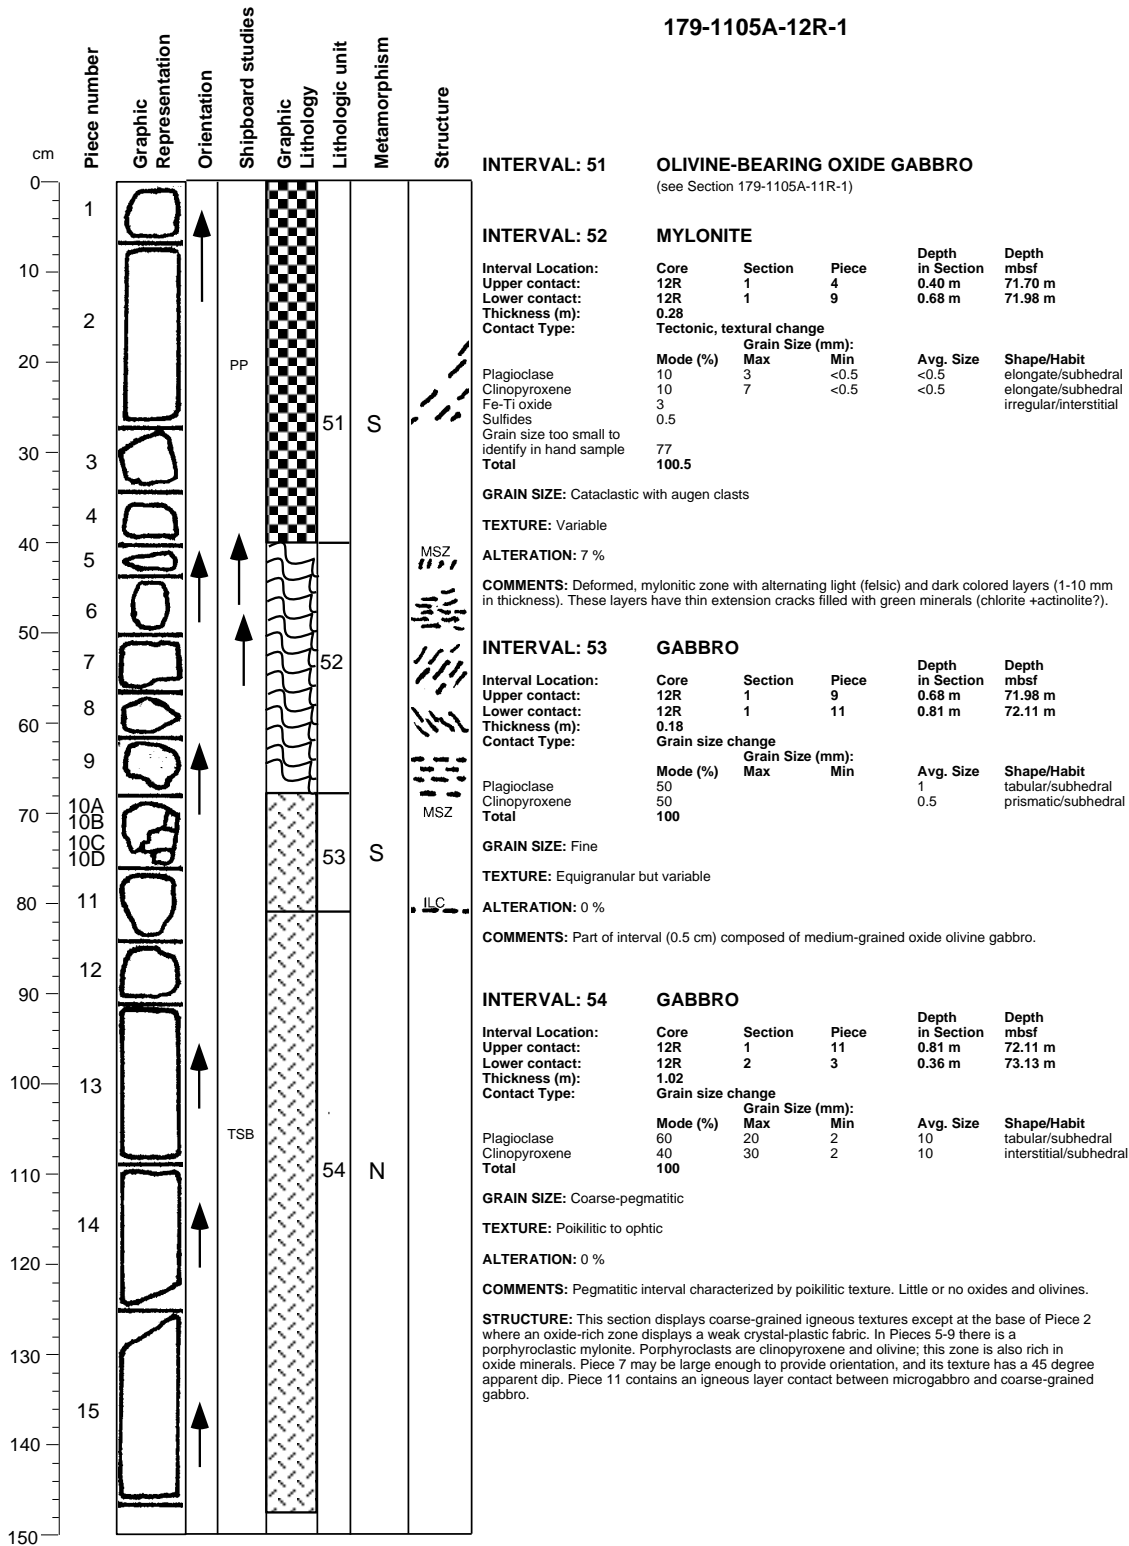 179-1105A-12R-1
cm
Piece number
Graphic
Representation
Orientation
Shipboard studies
Graphic
Lithology
Lithologic unit
Metamorphism
Structure
0
10
20
30
40
50
60
70
80
90
100
110
120
130
140
150
1
2
3
4
5
6
7
8
9
10A
10B
10C
10D
11
12
13
14
15
PP
TSB
51
52
53
54
S
S
N
MSZ
MSZ
ILC
INTERVAL: 51 OLIVINE-BEARING OXIDE GABBRO
(see Section 179-1105A-11R-1)
INTERVAL: 52 MYLONITE
Depth Depth
Interval Location: Core Section Piece in Section mbsf
Upper contact: 12R 1 4 0.40 m 71.70 m
Lower contact: 12R 1 9 0.68 m 71.98 m
Thickness (m): 0.28
Contact Type: Tectonic, textural change
Grain Size (mm):
Mode (%) Max Min Avg. Size Shape/Habit
Plagioclase 10 3 <0.5 <0.5 elongate/subhedral
Clinopyroxene 10 7 <0.5 <0.5 elongate/subhedral
Fe-Ti oxide 3 irregular/interstitial
Sulfides 0.5
Grain size too small to
identify in hand sample 77
Total 100.5
GRAIN SIZE: Cataclastic with augen clasts
TEXTURE: Variable
ALTERATION: 7 %
COMMENTS: Deformed, mylonitic zone with alternating light (felsic) and dark colored layers (1-10 mm
in thickness). These layers have thin extension cracks filled with green minerals (chlorite +actinolite?).
INTERVAL: 53 GABBRO
Depth Depth
Interval Location: Core Section Piece in Section mbsf
Upper contact: 12R 1 9 0.68 m 71.98 m
Lower contact: 12R 1 11 0.81 m 72.11 m
Thickness (m): 0.18
Contact Type: Grain size change
Grain Size (mm):
Mode (%) Max Min Avg. Size Shape/Habit
Plagioclase 50 1 tabular/subhedral
Clinopyroxene 50 0.5 prismatic/subhedral
Total 100
GRAIN SIZE: Fine
TEXTURE: Equigranular but variable
ALTERATION: 0 %
COMMENTS: Part of interval (0.5 cm) composed of medium-grained oxide olivine gabbro.
INTERVAL: 54 GABBRO
Depth Depth
Interval Location: Core Section Piece in Section mbsf
Upper contact: 12R 1 11 0.81 m 72.11 m
Lower contact: 12R 2 3 0.36 m 73.13 m
Thickness (m): 1.02
Contact Type: Grain size change
Grain Size (mm):
Mode (%) Max Min Avg. Size Shape/Habit
Plagioclase 60 20 2 10 tabular/subhedral
Clinopyroxene 40 30 2 10 interstitial/subhedral
Total 100
GRAIN SIZE: Coarse-pegmatitic
TEXTURE: Poikilitic to ophtic
ALTERATION: 0 %
COMMENTS: Pegmatitic interval characterized by poikilitic texture. Little or no oxides and olivines.
STRUCTURE: This section displays coarse-grained igneous textures except at the base of Piece 2
where an oxide-rich zone displays a weak crystal-plastic fabric. In Pieces 5-9 there is a
porphyroclastic mylonite. Porphyroclasts are clinopyroxene and olivine; this zone is also rich in
oxide minerals. Piece 7 may be large enough to provide orientation, and its texture has a 45 degree
apparent dip. Piece 11 contains an igneous layer contact between microgabbro and coarse-grained
gabbro.